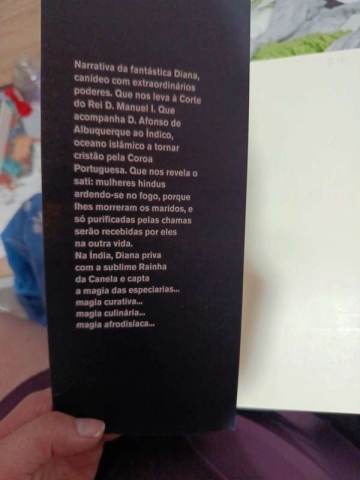 Narrativa da fantástica Diana,
canídeo com extraordinários
poderes. Que nos leva à Corte
do Rei D. Manuel I. Que
acompanha D. Afonso de
Albuquerque ao Índico,
oceano islâmico a tornar
cristão pela Coroa
Portuguesa. Que nos revela o
sati: mulheres hindus
ardendo-se no fogo, porque
lhes morreram os maridos, e
só purificadas pelas chamas
serão recebidas por eles
na outra vida.
Na Índia, Diana priva
com a sublime Rainha
da Canela e capta
a magia das especiarias...
magia curativa...
magia culinária...
magia afrodisíaca...